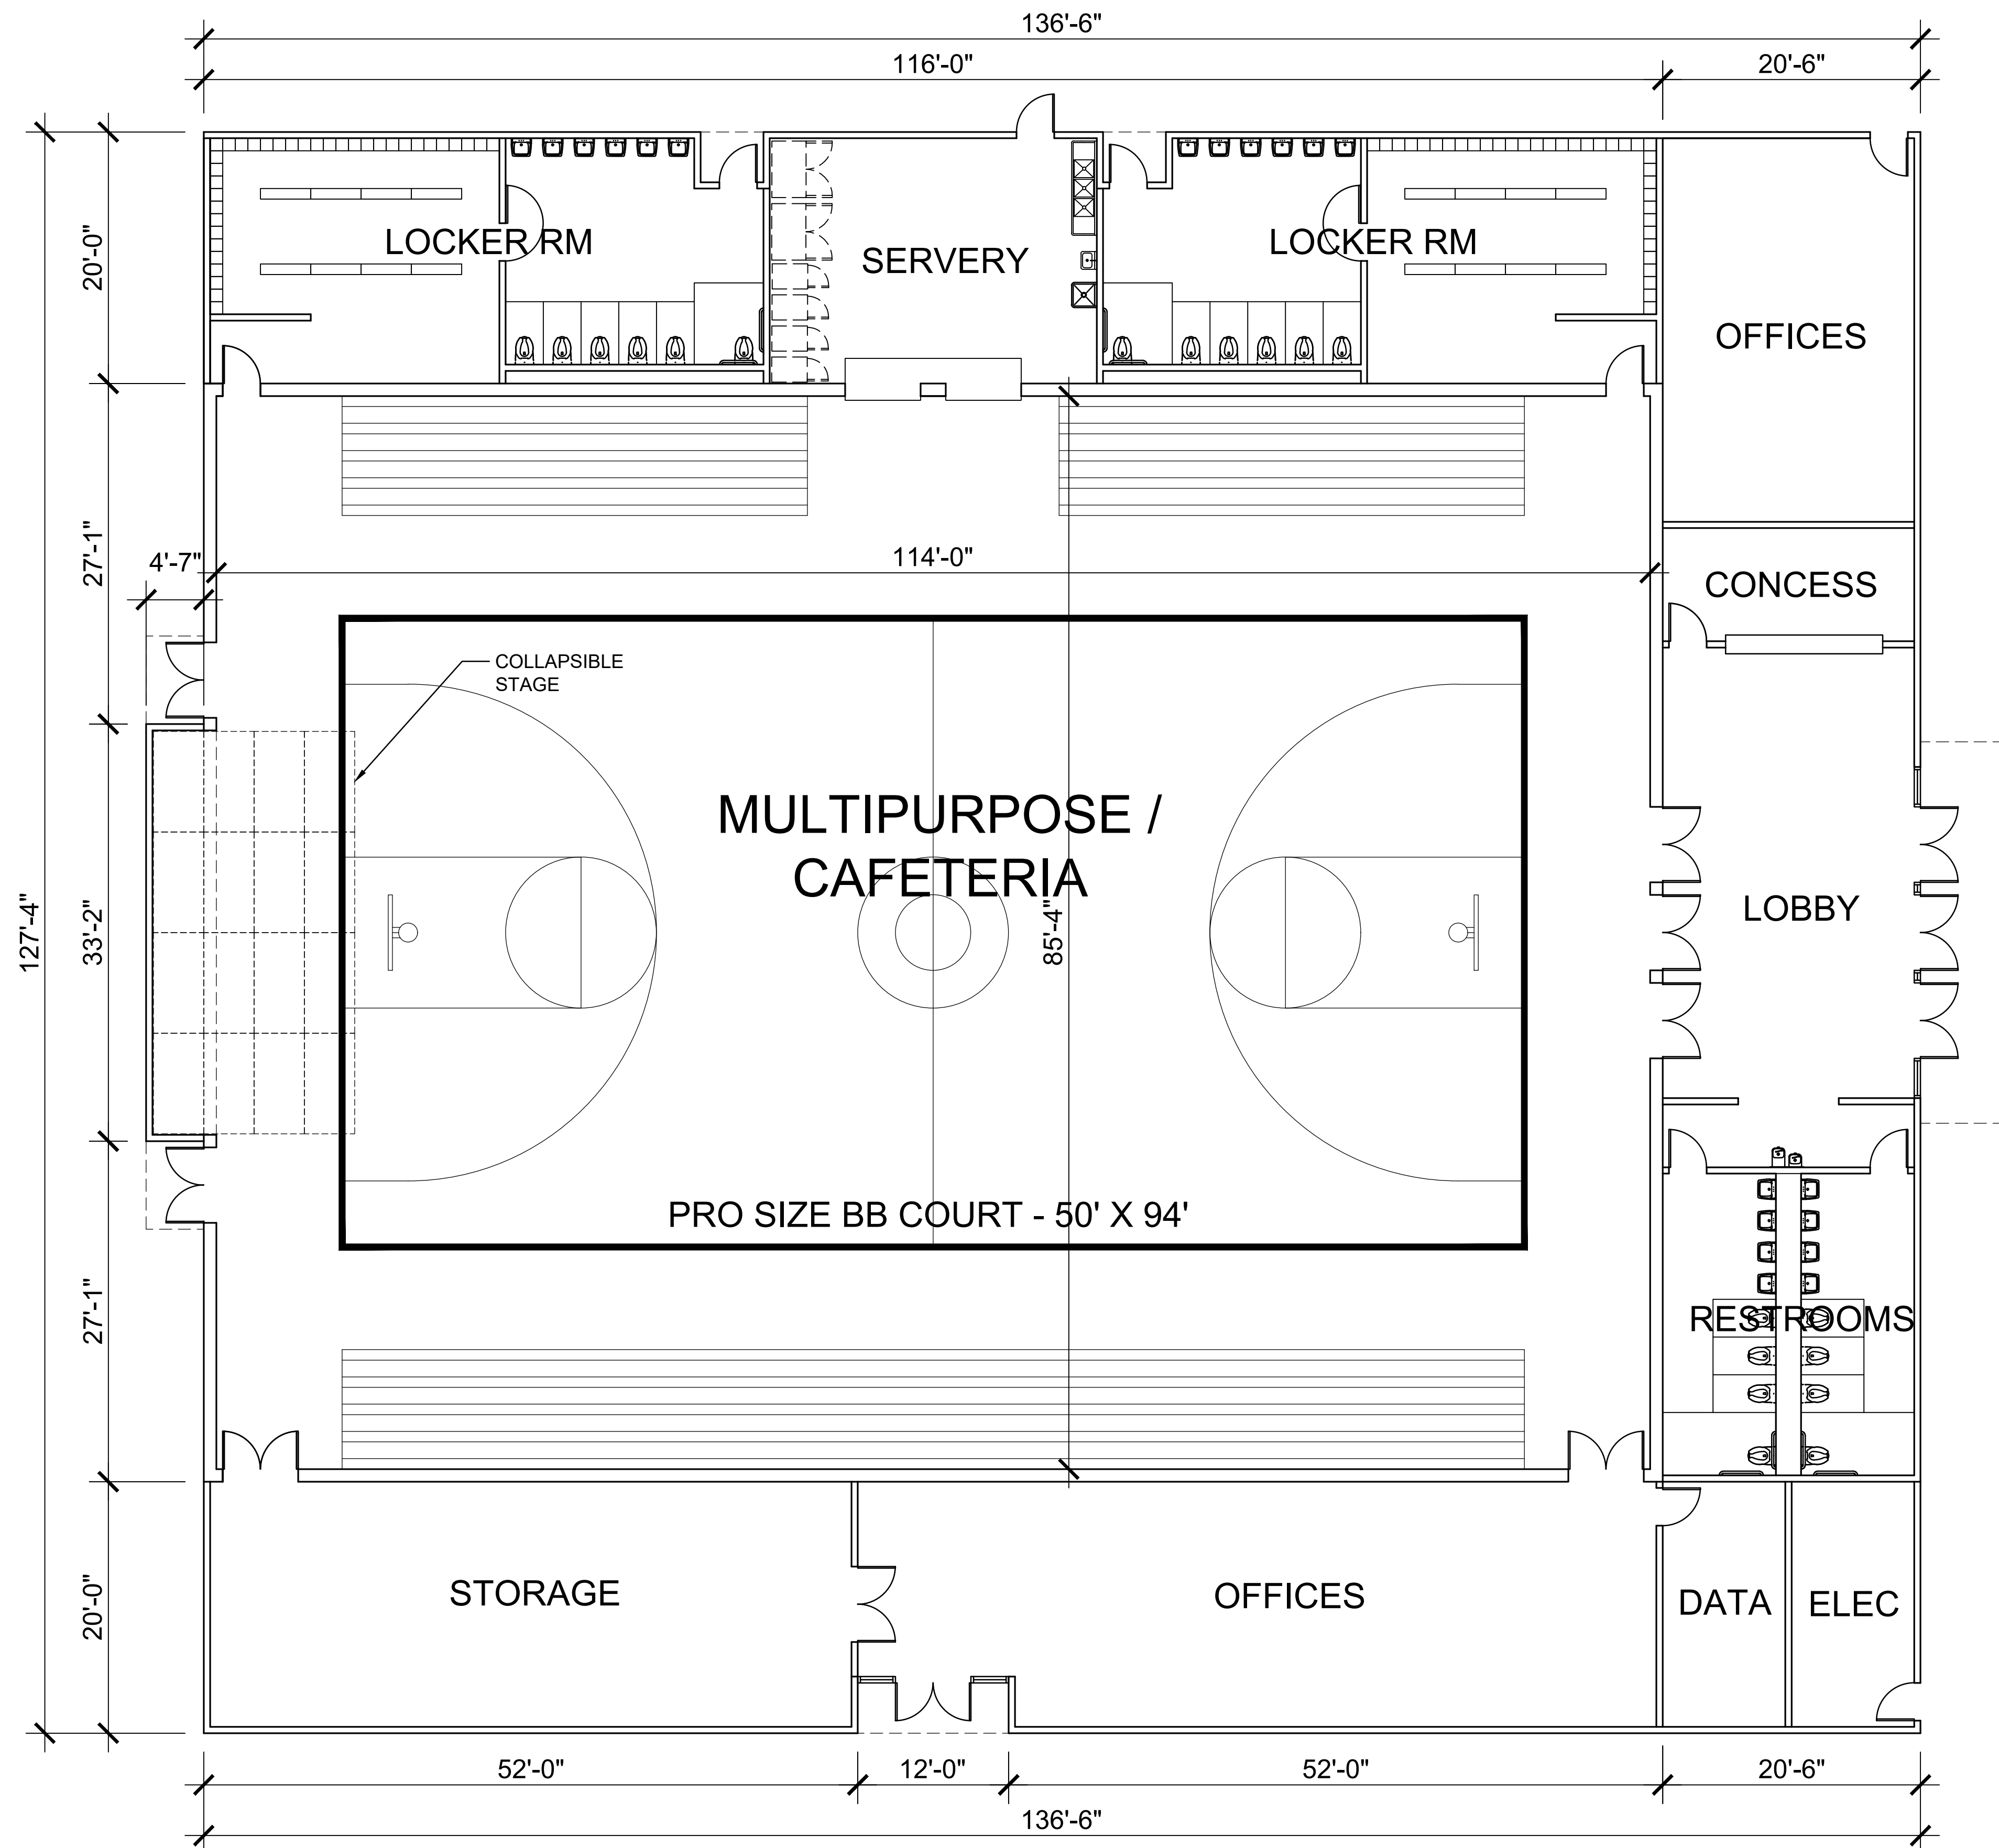 136'-6"
116'-0"
20'-6"
LOCKER RM
SERVERY
LOCKER RM
20'-0"
OFFICES
27'-1"
4'-7"
114'-0"
CONCESS
COLLAPSIBLE
STAGE
MULTIPURPOSE /
CAFETERIA
127'-4"
33'-2"
85'-4"
LOBBY
PRO SIZE BB COURT - 50' X 94'
27'-1"
RESTROOMS
20'-0"
STORAGE
OFFICES
DATA
ELEC
52'-0"
12'-0"
52'-0"
20'-6"
136'-6"